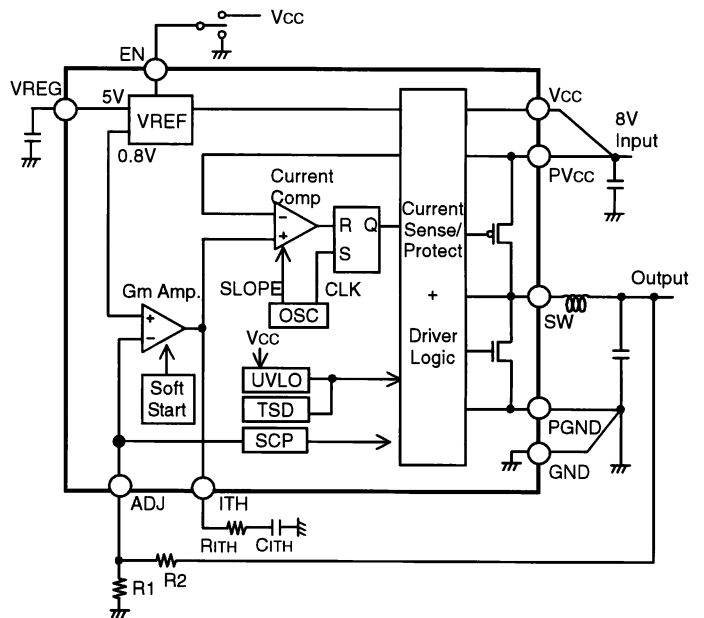 VCC
EN
VREG
5V
VREF
0.8V
VCC
8V
Input
PVCC
Current
Comp
−
+
R Q
S
Current
Sense/
Protect
+
Driver
Logic
SLOPE
CLK
OSC
Gm Amp.
+
−
Soft
Start
VCC
UVLO
TSD
SCP
Output
SW
PGND
GND
ADJ
ITH
RITH
CITH
R2
R1